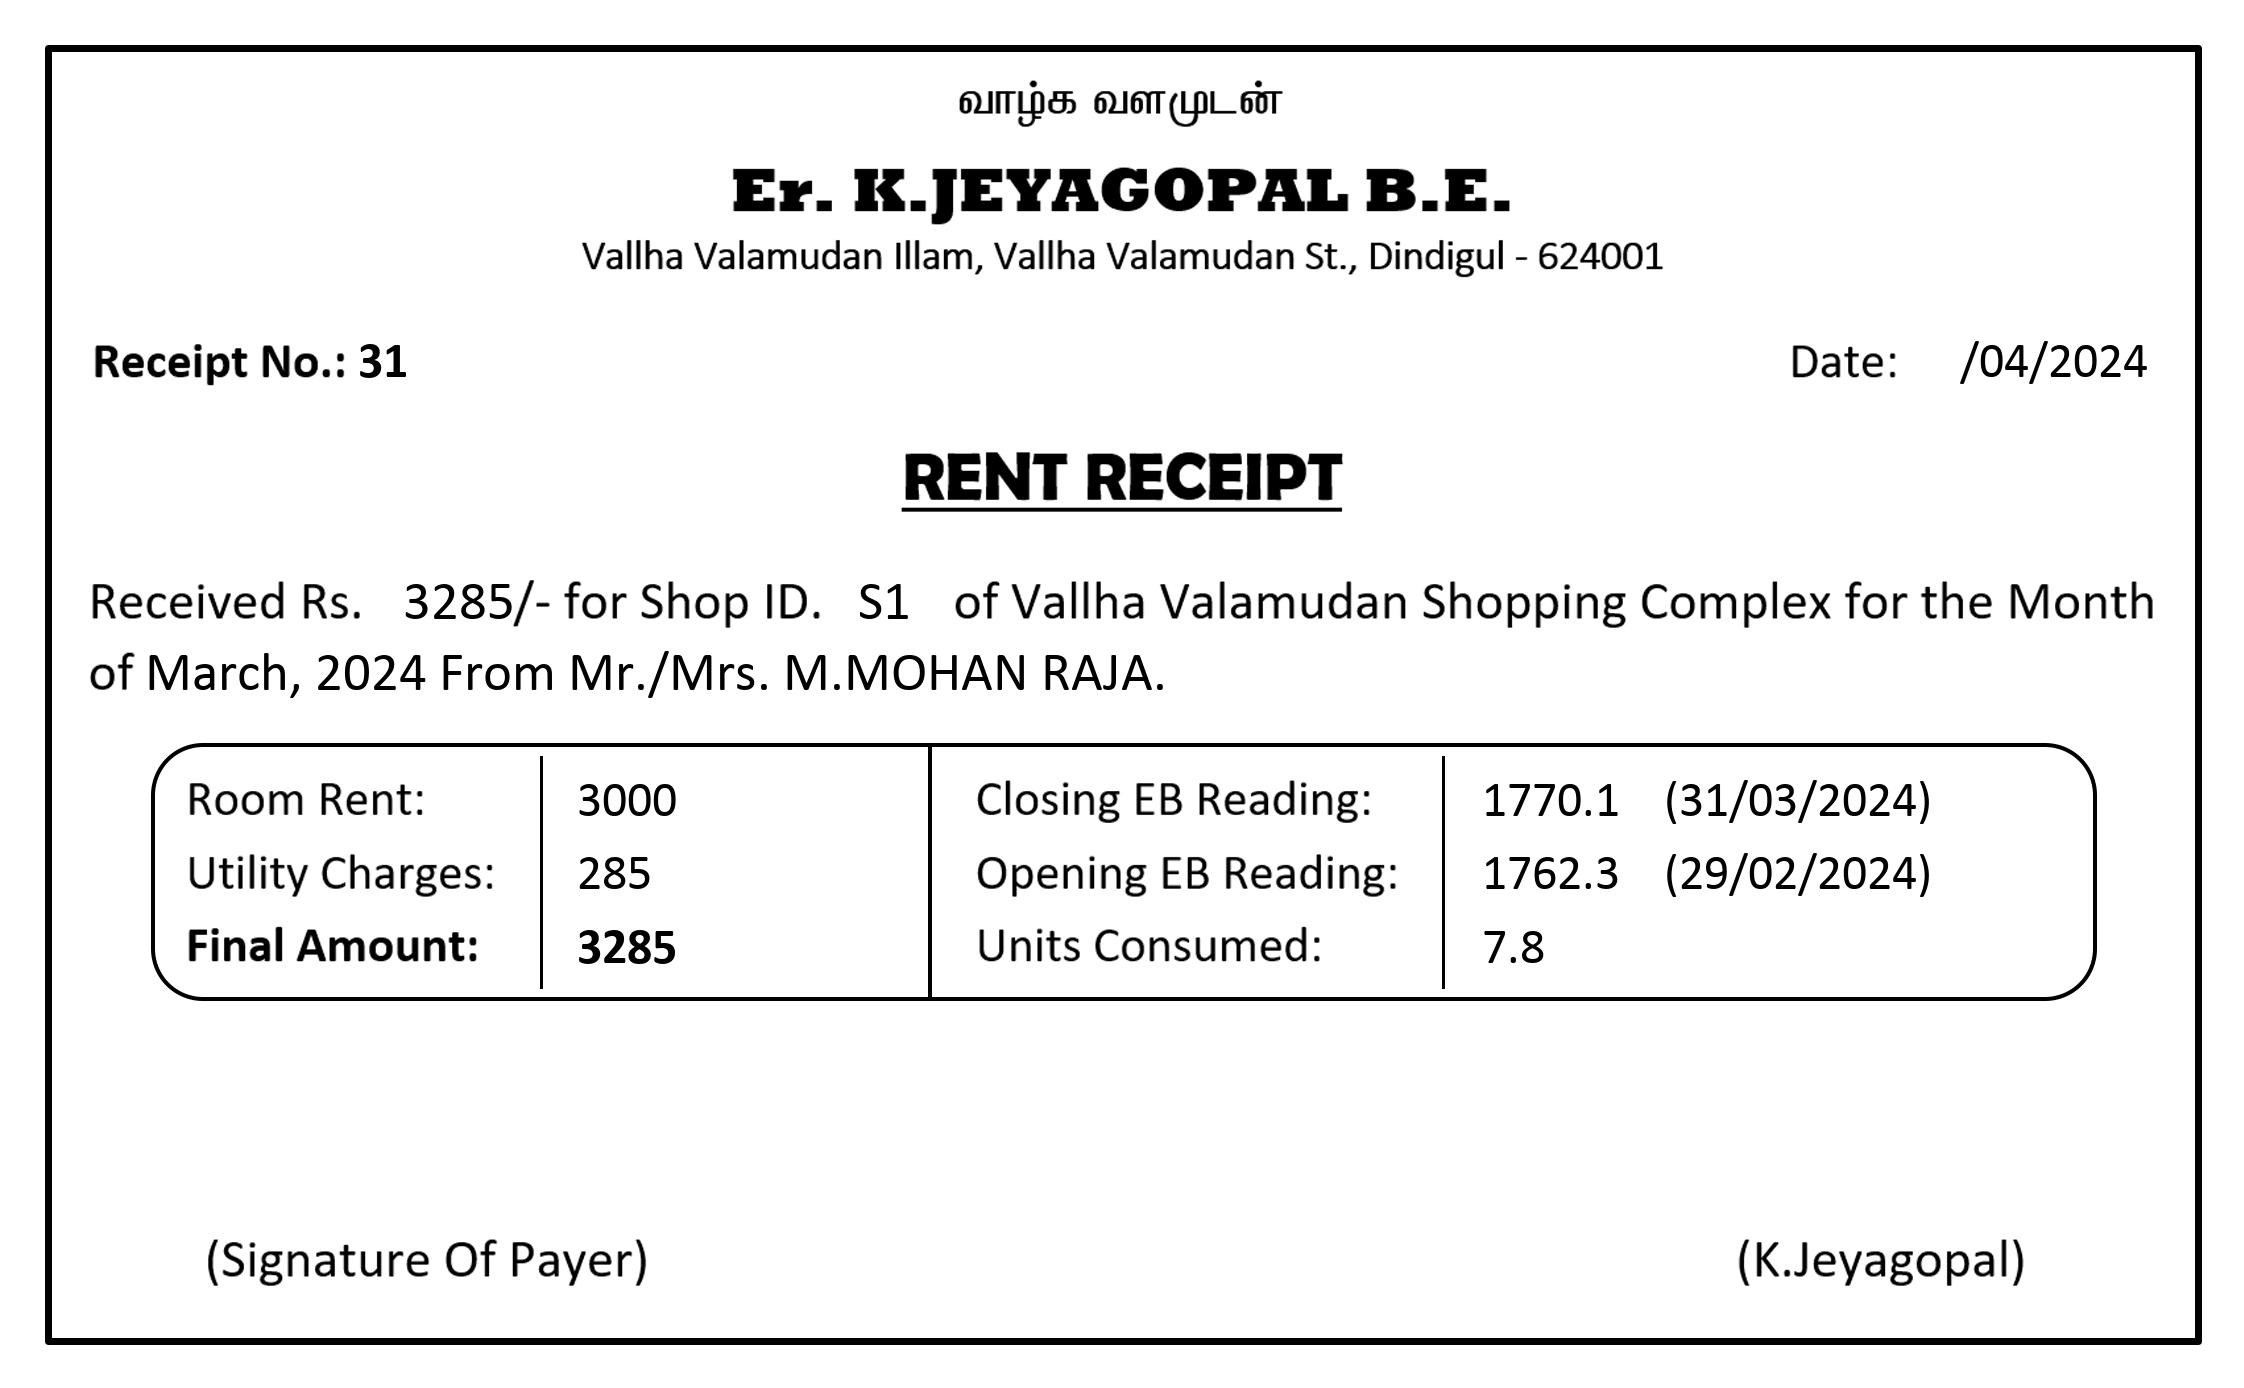 வாழ்க வளமுடன்
Er. K.JEYAGOPAL B.E.
Vallha Valamudan Illam, Vallha Valamudan St., Dindigul - 624001
Receipt No.: 31 Date: /04/2024
RENT RECEIPT
Received Rs. 3285/- for Shop ID. S1 of Vallha Valamudan Shopping Complex for the Month
of March, 2024 From Mr./Mrs. M.MOHAN RAJA.
Room Rent: 3000 Closing EB Reading: 1770.1 (31/03/2024)
Utility Charges: 285 Opening EB Reading: 1762.3 (29/02/2024)
Final Amount: 3285 Units Consumed: 7.8
(Signature Of Payer) (K.Jeyagopal)